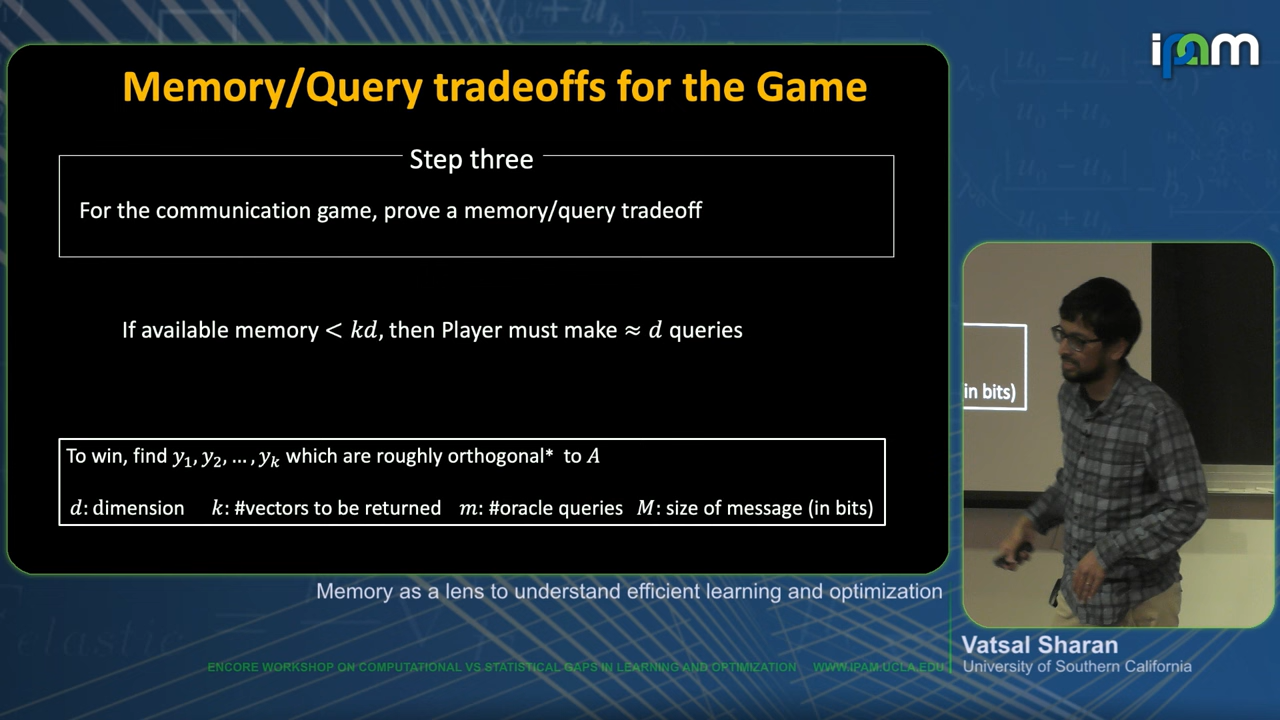 ipam
Memory/Query tradeoffs for the Game
Step three
For the communication game, prove a memory/query tradeoff
If available memory < kd, then Player must make ≈ d queries
To win, find y₁, y₂, … , yₖ which are roughly orthogonal* to A
d: dimension k: #vectors to be returned m: #oracle queries M: size of message (in bits)
in bits)
Memory as a lens to understand efficient learning and optimization
Vatsal Sharan
University of Southern California
ENCORE WORKSHOP ON COMPUTATIONAL VS STATISTICAL GAPS IN LEARNING AND OPTIMIZATION WWW.IPAM.UCLA.EDU
elastic